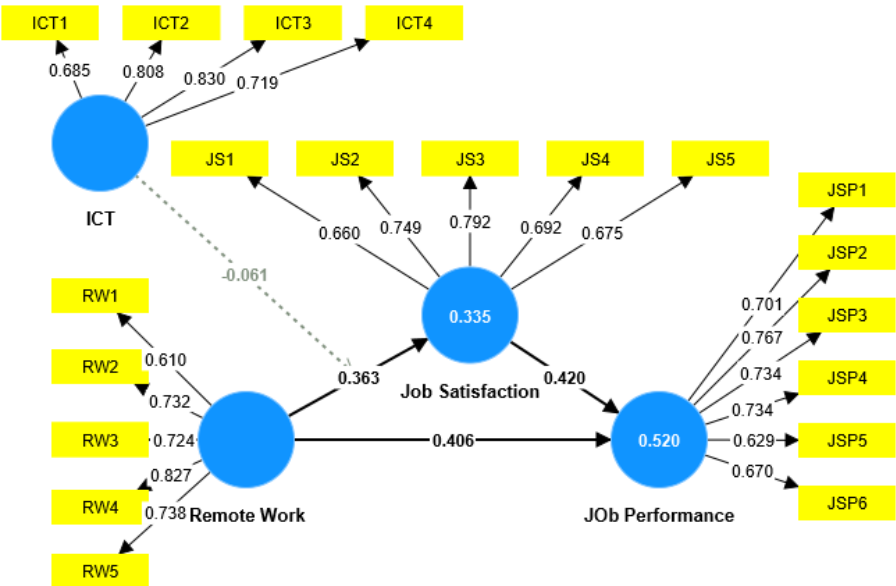 ICT1
ICT2
ICT3
ICT4
0.685
0.808
0.830
0.719
ICT
JS1
JS2
JS3
JS4
JS5
0.660
0.749
0.792
0.692
0.675
-0.061
0.335
Job Satisfaction
0.363
0.420
RW1
RW2
RW3
RW4
RW5
0.610
0.732
0.724
0.827
0.738
Remote Work
0.406
0.520
JOb Performance
JSP1
JSP2
JSP3
JSP4
JSP5
JSP6
0.701
0.767
0.734
0.734
0.629
0.670